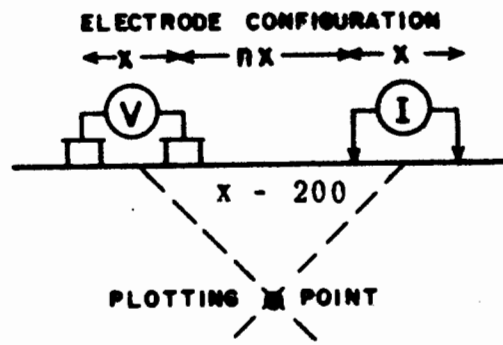 ELECTRODE CONFIGURATION
x nx x
V I
x - 200
PLOTTING POINT